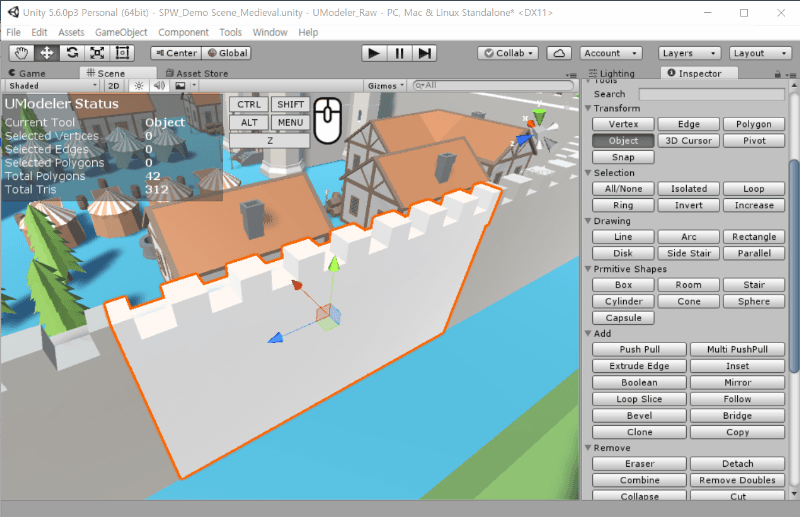 Unity 5.6.0p3 Personal (64bit) - SPW_Demo Scene_Medieval.unity - UModeler_Raw - PC, Mac & Linux Standalone* <DX11>
File Edit Assets GameObject Component Tools Window Help
Center Global Collab Account Layers Layout
Game Scene Asset Store Lighting Inspector
Shaded 2D Gizmos All
UModeler Status
Current Tool Object
Selected Vertices 0
Selected Edges 0
Selected Polygons 0
Total Polygons 42
Total Tris 312
CTRL SHIFT
ALT MENU
Z
x
z
Tools
Search
Transform
Vertex Edge Polygon
Object 3D Cursor Pivot
Snap
Selection
All/None Isolated Loop
Ring Invert Increase
Drawing
Line Arc Rectangle
Disk Side Stair Parallel
Prmitive Shapes
Box Room Stair
Cylinder Cone Sphere
Capsule
Add
Push Pull Multi PushPull
Extrude Edge Inset
Boolean Mirror
Loop Slice Follow
Bevel Bridge
Clone Copy
Remove
Eraser Detach
Combine Remove Doubles
Collapse Cut